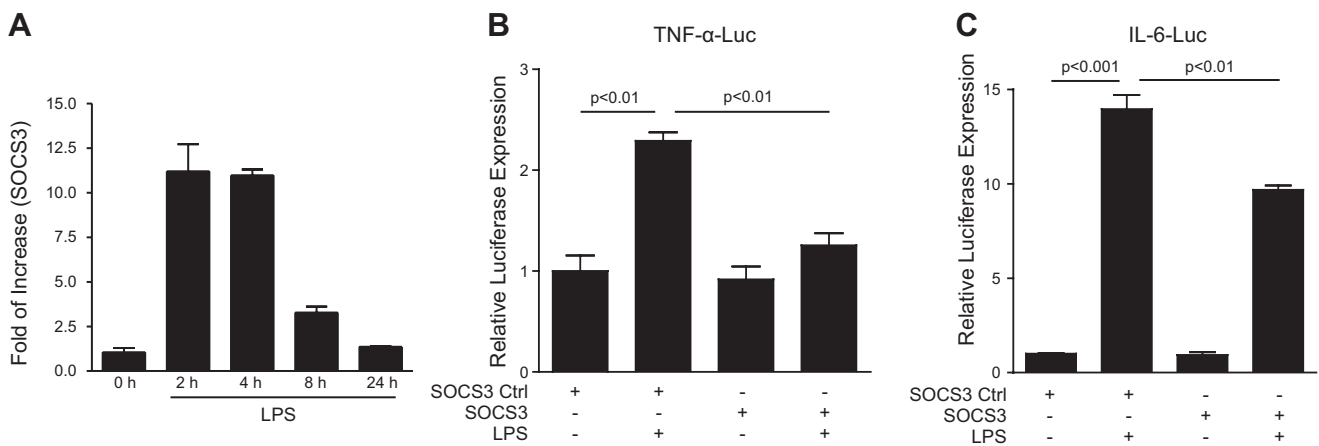 A
Fold of Increase (SOCS3)
15.0
12.5
10.0
7.5
5.0
2.5
0.0
0 h 2 h 4 h 8 h 24 h
LPS
B
TNF-α-Luc
Relative Luciferase Expression
3
2
1
0
p<0.01 p<0.01
SOCS3 Ctrl + + - -
SOCS3 - - + +
LPS - + - +
C
IL-6-Luc
Relative Luciferase Expression
15
10
5
0
p<0.001 p<0.01
SOCS3 Ctrl + + - -
SOCS3 - - + +
LPS - + - +